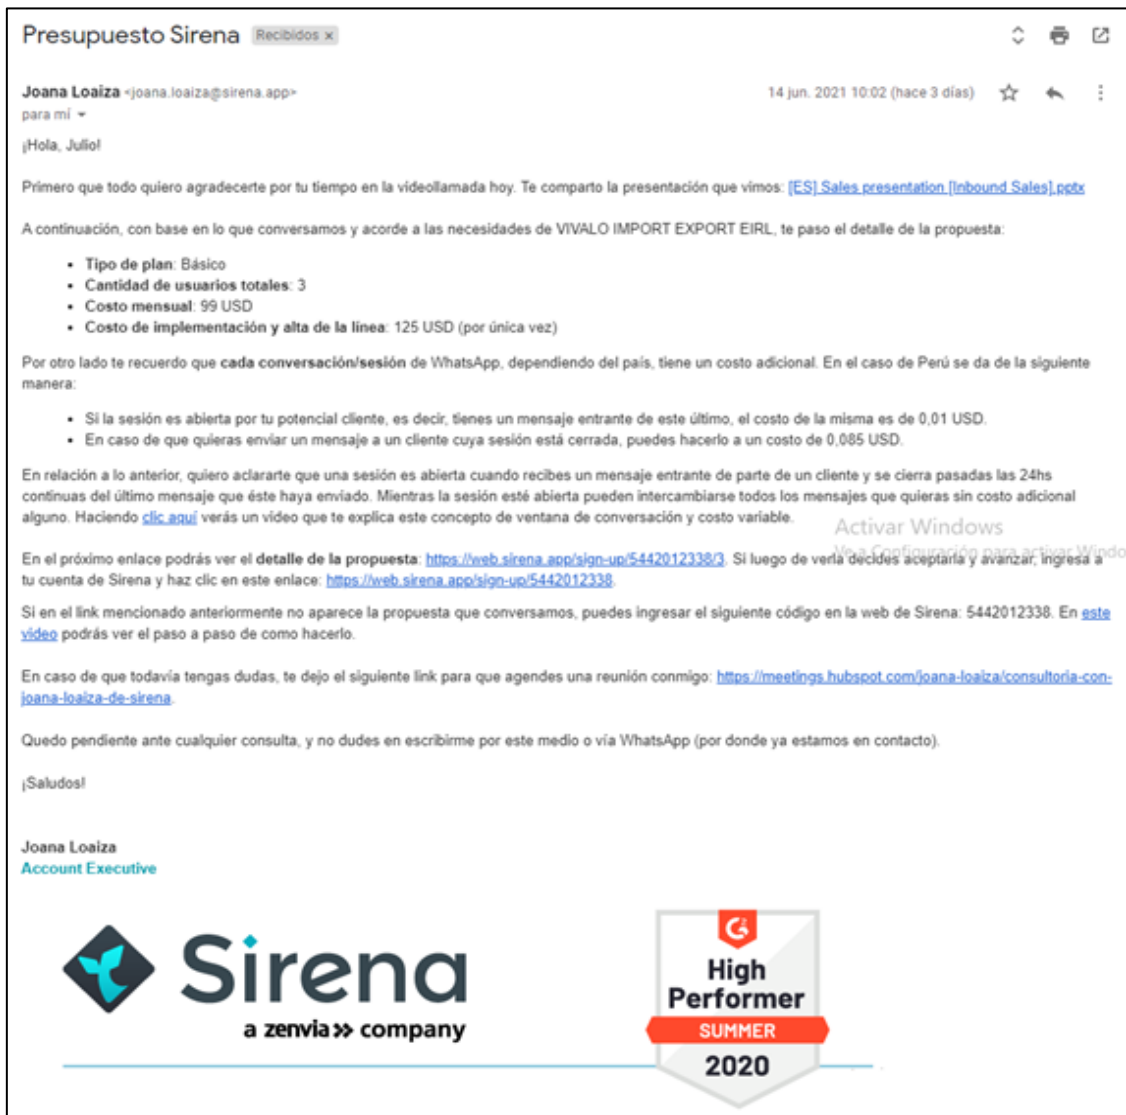 Presupuesto Sirena Recibidos x
Joana Loaiza <joana.loaiza@sirena.app> 14 jun. 2021 10:02 (hace 3 días)
para mí
¡Hola, Julio!
Primero que todo quiero agradecerte por tu tiempo en la videollamada hoy. Te comparto la presentación que vimos: [ES] Sales presentation [Inbound Sales].pptx
A continuación, con base en lo que conversamos y acorde a las necesidades de VIVALO IMPORT EXPORT EIRL, te paso el detalle de la propuesta:
• Tipo de plan: Básico
• Cantidad de usuarios totales: 3
• Costo mensual: 99 USD
• Costo de implementación y alta de la línea: 125 USD (por única vez)
Por otro lado te recuerdo que cada conversación/sesión de WhatsApp, dependiendo del país, tiene un costo adicional. En el caso de Perú se da de la siguiente
manera:
• Si la sesión es abierta por tu potencial cliente, es decir, tienes un mensaje entrante de este último, el costo de la misma es de 0,01 USD.
• En caso de que quieras enviar un mensaje a un cliente cuya sesión está cerrada, puedes hacerlo a un costo de 0,085 USD.
En relación a lo anterior, quiero aclararte que una sesión es abierta cuando recibes un mensaje entrante de parte de un cliente y se cierra pasadas las 24hs
continuas del último mensaje que éste haya enviado. Mientras la sesión esté abierta pueden intercambiarse todos los mensajes que quieras sin costo adicional
alguno. Haciendo clic aquí verás un video que te explica este concepto de ventana de conversación y costo variable.
Activar Windows
Ve a Configuración para activar Windo
En el próximo enlace podrás ver el detalle de la propuesta: https://web.sirena.app/sign-up/5442012338/3. Si luego de verla decides aceptarla y avanzar, ingresa a
tu cuenta de Sirena y haz clic en este enlace: https://web.sirena.app/sign-up/5442012338.
Si en el link mencionado anteriormente no aparece la propuesta que conversamos, puedes ingresar el siguiente código en la web de Sirena: 5442012338. En este
video podrás ver el paso a paso de como hacerlo.
En caso de que todavía tengas dudas, te dejo el siguiente link para que agendes una reunión conmigo: https://meetings.hubspot.com/joana-loaiza/consultoria-con-
joana-loaiza-de-sirena.
Quedo pendiente ante cualquier consulta, y no dudes en escribirme por este medio o vía WhatsApp (por donde ya estamos en contacto).
¡Saludos!
Joana Loaiza
Account Executive
Sirena
a zenvia company
G2
High
Performer
SUMMER
2020